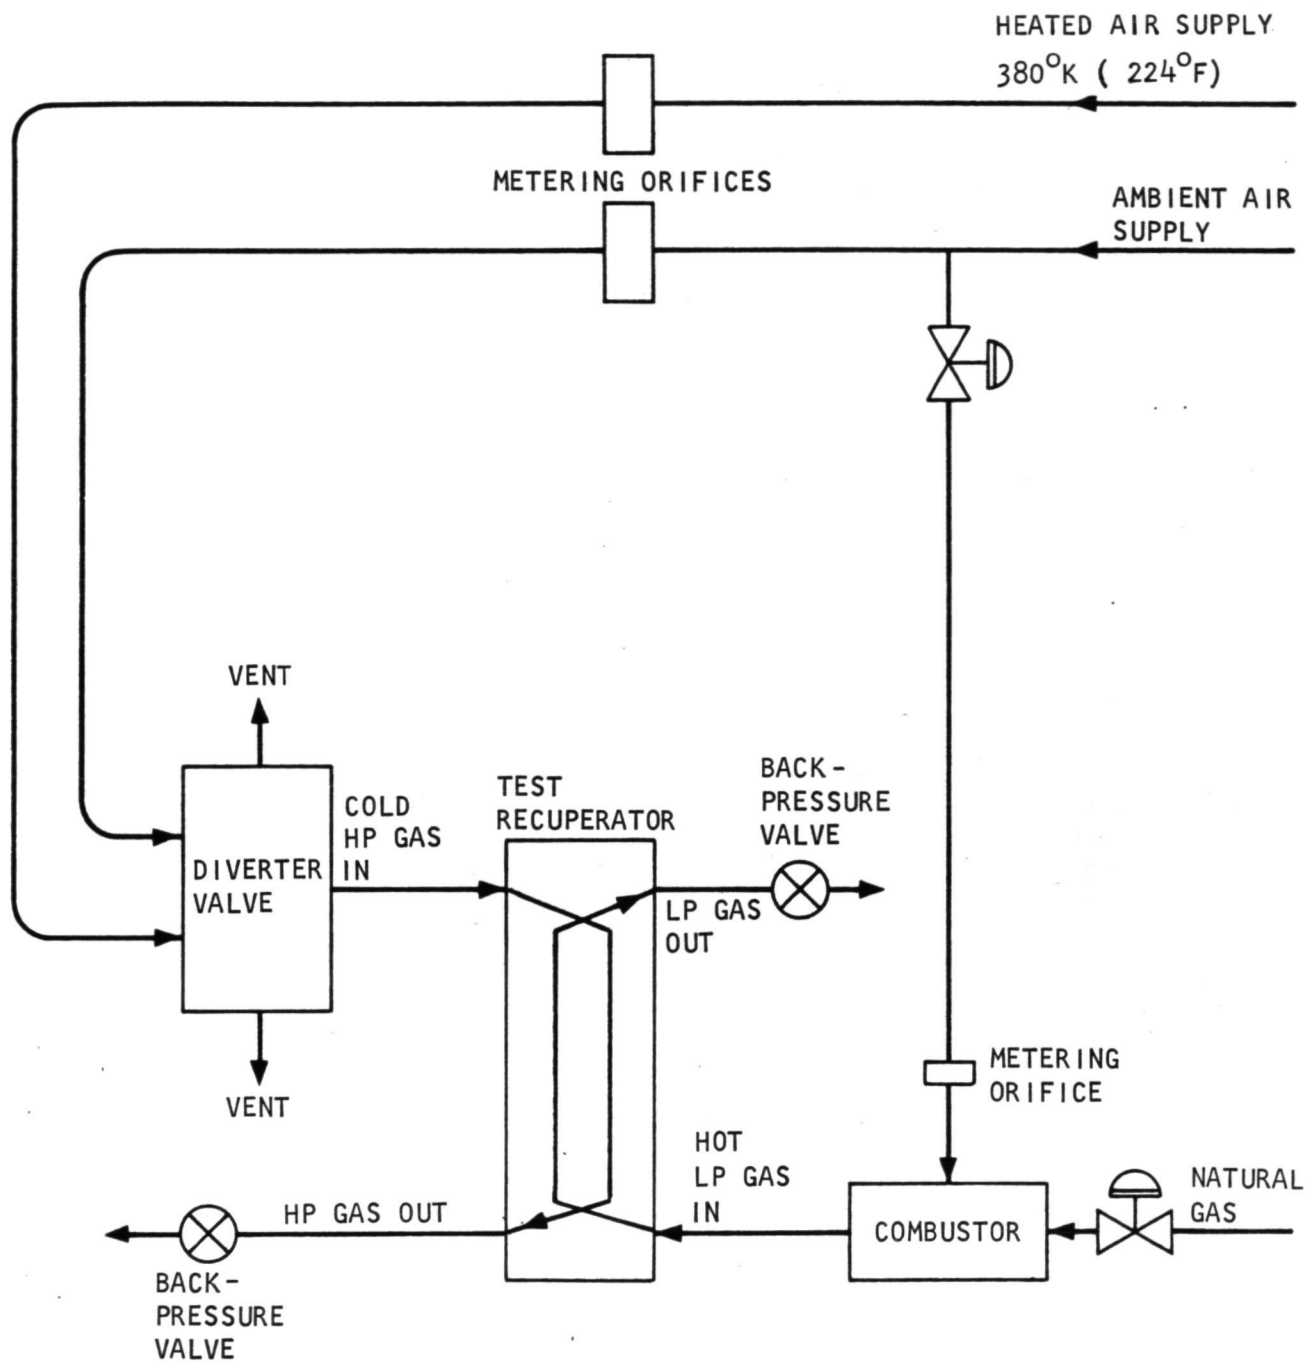 HEATED AIR SUPPLY
380°K ( 224°F)
METERING ORIFICES
AMBIENT AIR
SUPPLY
VENT
BACK-
PRESSURE
VALVE
TEST
RECUPERATOR
COLD
HP GAS
IN
DIVERTER
VALVE
LP GAS
OUT
METERING
ORIFICE
VENT
HOT
LP GAS
IN
NATURAL
GAS
HP GAS OUT
COMBUSTOR
BACK-
PRESSURE
VALVE